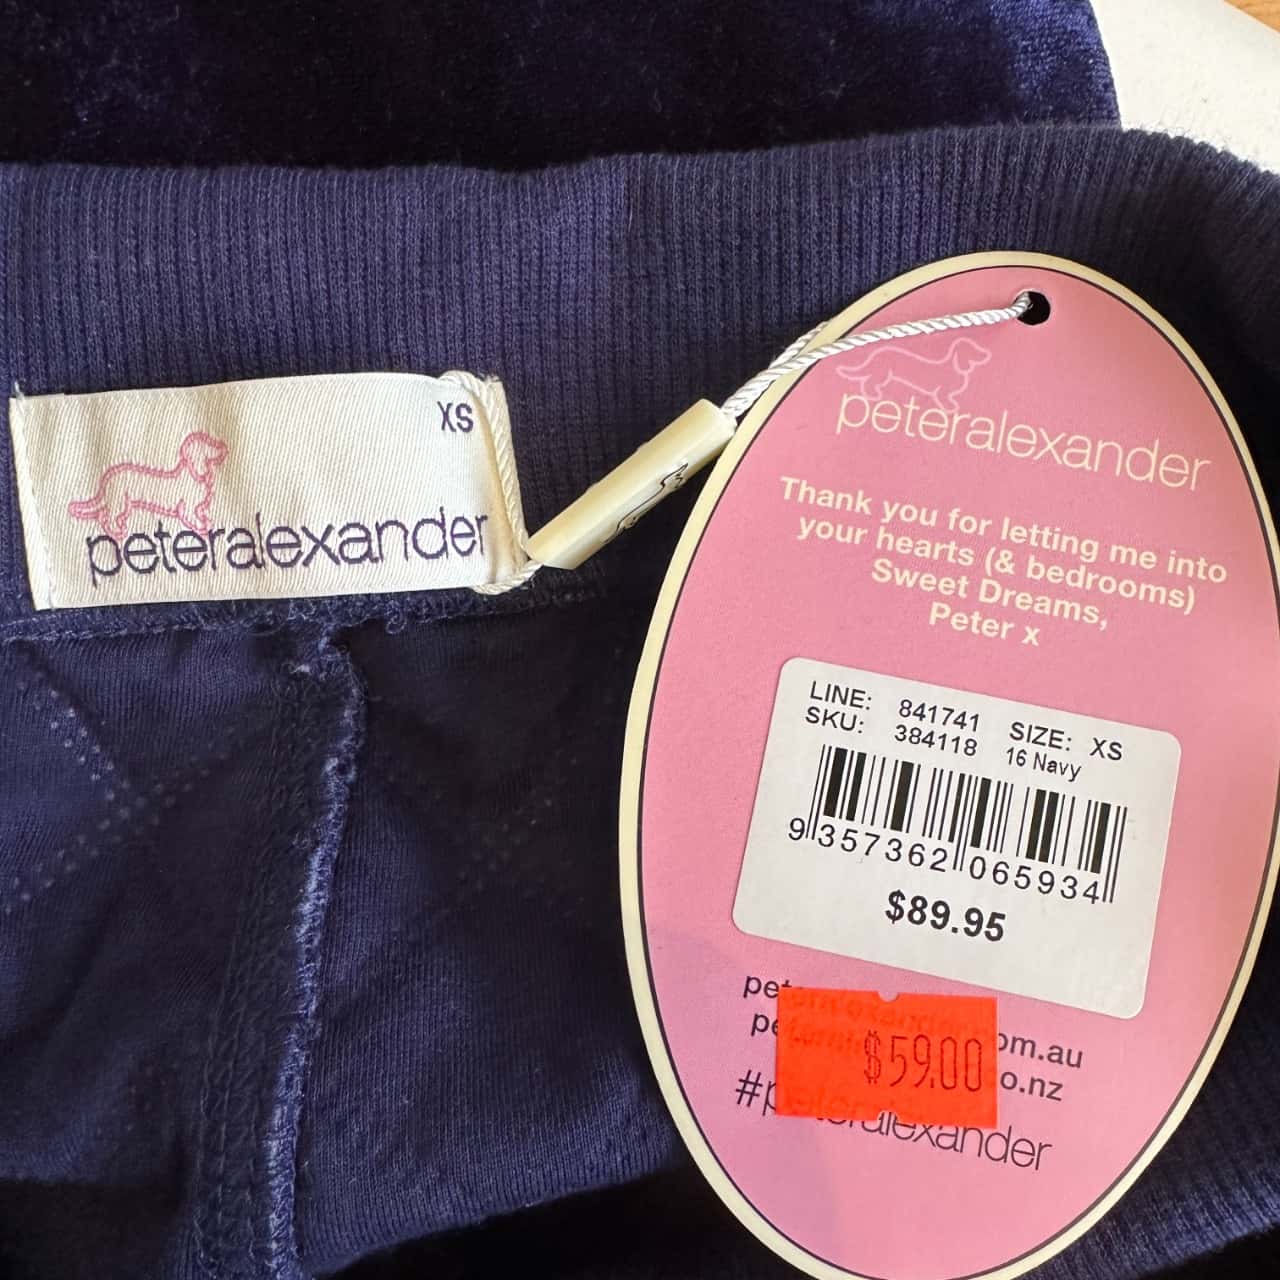 XS
peteralexander
peteralexander
Thank you for letting me into
your hearts (& bedrooms)
Sweet Dreams,
Peter x
LINE: 841741 SIZE: XS
SKU: 384118 16 Navy
9 357362 065934
$89.95
$59.00
#peteralexander